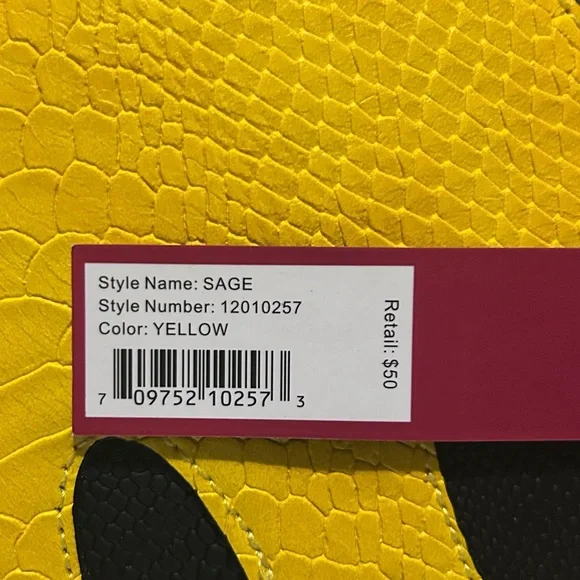 Style Name: SAGE
Style Number: 12010257
Color: YELLOW
Retail: $50
7 09752 10257 3